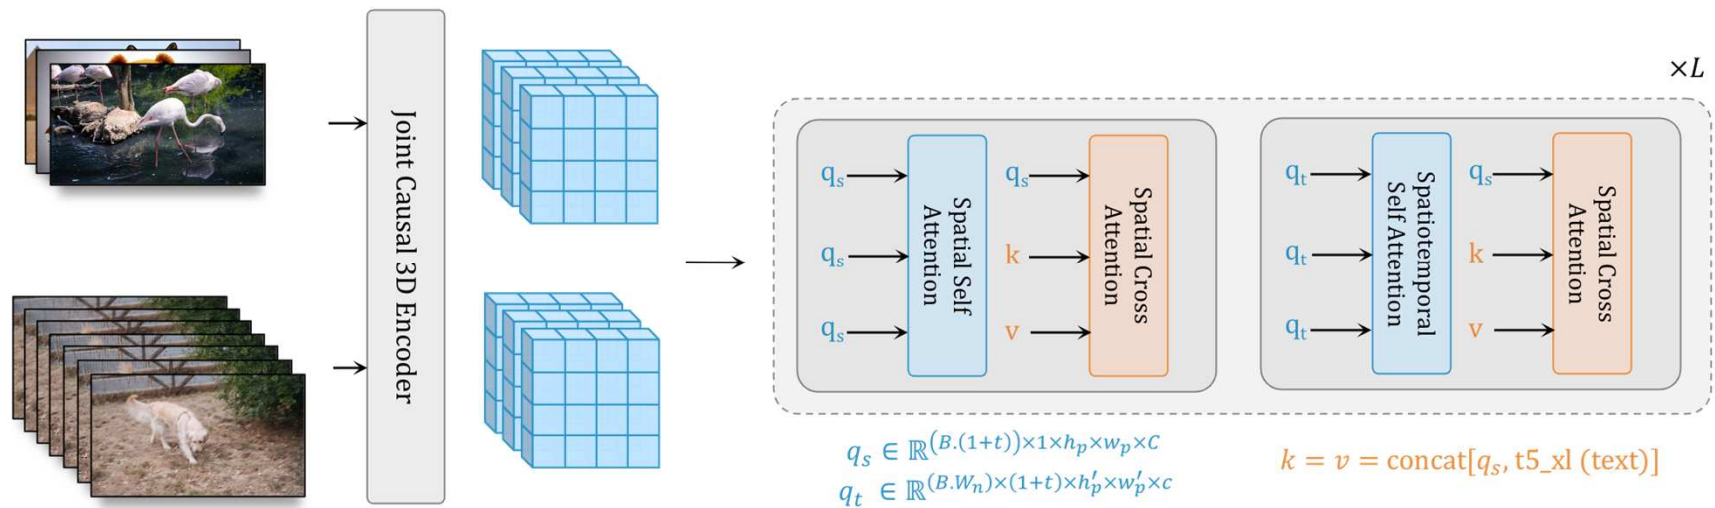 Joint Causal 3D Encoder
×L
q_s
q_s
q_s
Spatial Self
Attention
q_s
k
v
Spatial Cross
Attention
q_t
q_t
q_t
Spatiotemporal
Self Attention
q_s
k
v
Spatial Cross
Attention
q_s ∈ ℝ^(B.(1+t))×1×h_p×w_p×C
q_t ∈ ℝ^(B.W_n)×(1+t)×h′_p×w′_p×c
k = v = concat[q_s, t5_xl (text)]